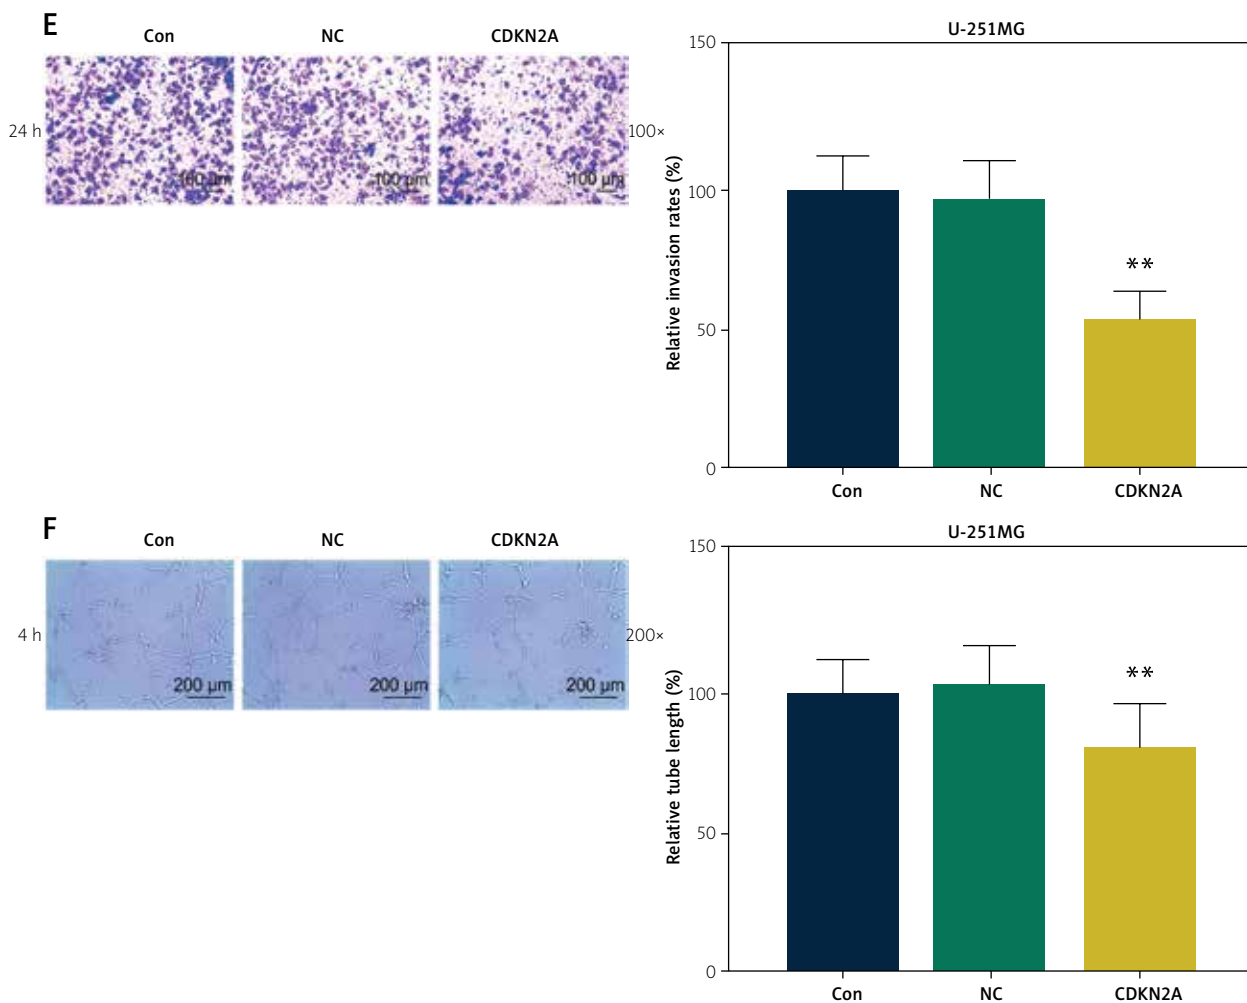 E
Con NC CDKN2A
24 h
100 µm 100 µm 100 µm
100×
U-251MG
Relative invasion rates (%)
150
100
50
0
**
Con NC CDKN2A
F
Con NC CDKN2A
4 h
200 µm 200 µm 200 µm
200×
U-251MG
Relative tube length (%)
150
100
50
0
**
Con NC CDKN2A